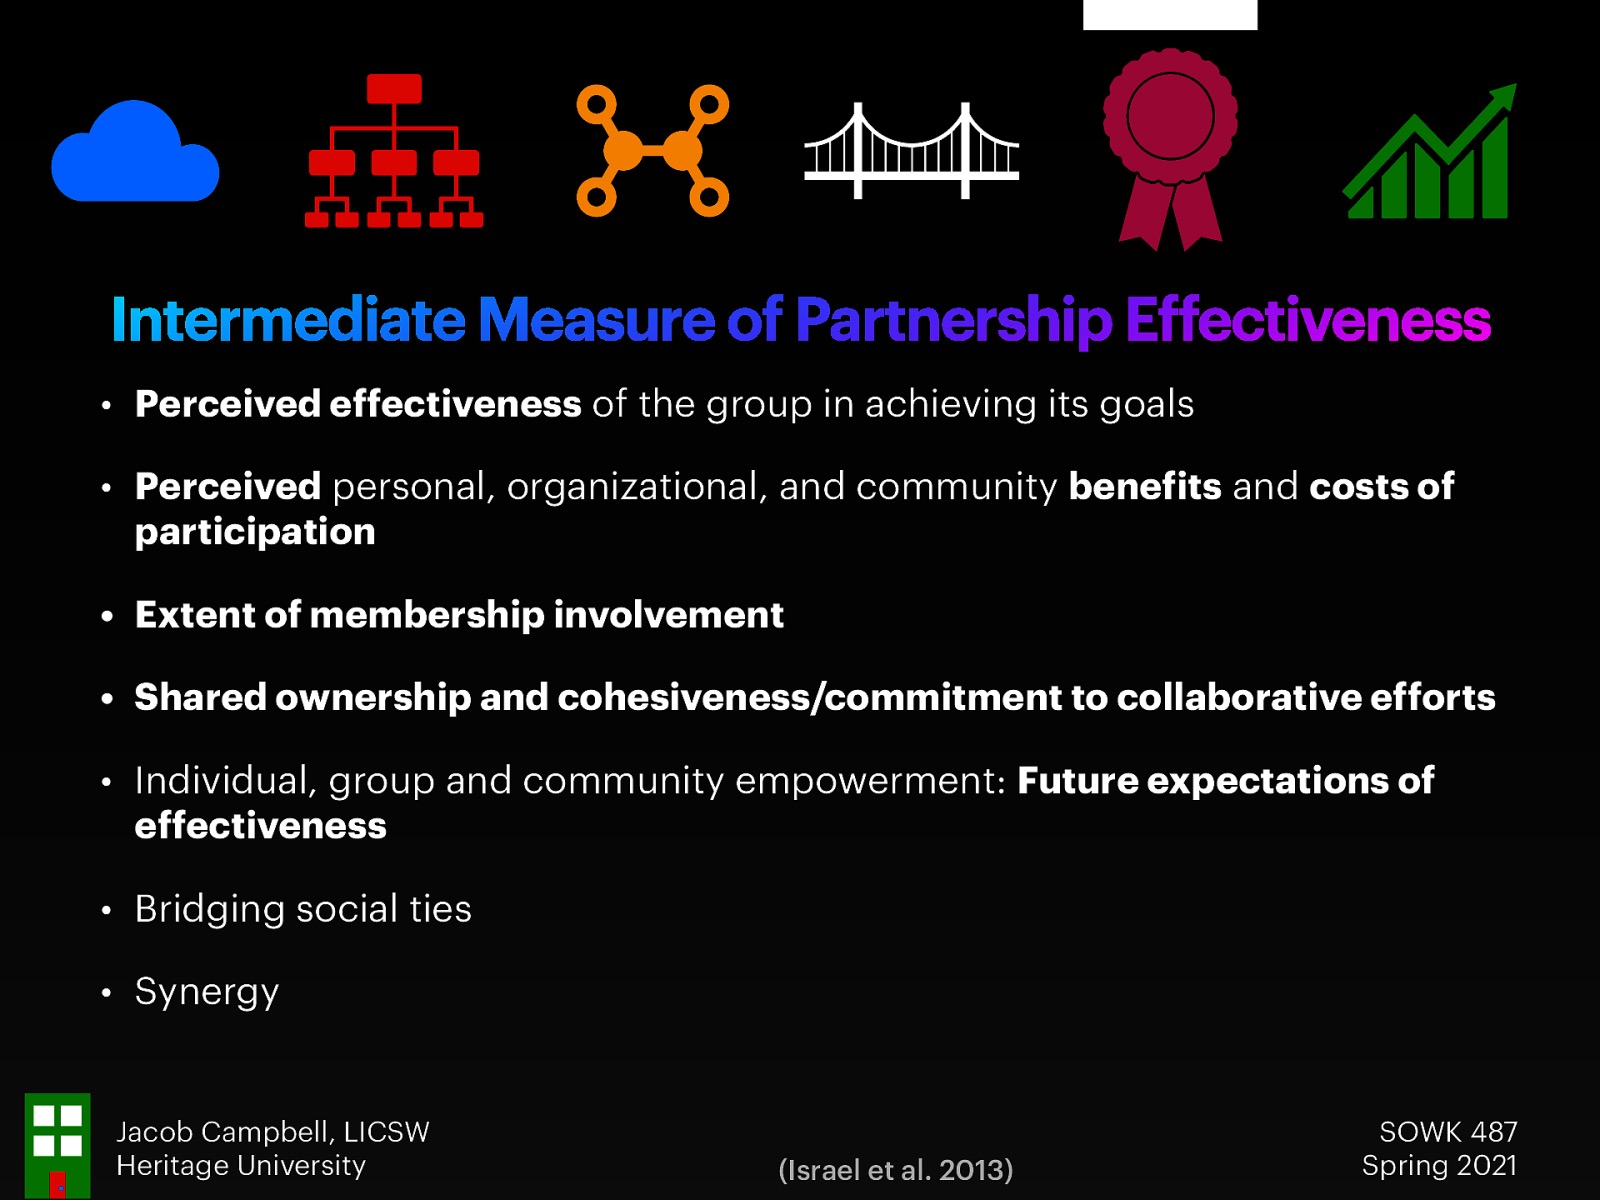 Intermediate Measure of Partnership Effectiveness
• Perceived effectiveness of the group in achieving its goals
• Perceived personal, organizational, and community benefits and costs of
participation
• Extent of membership involvement
• Shared ownership and cohesiveness/commitment to collaborative efforts
• Individual, group and community empowerment: Future expectations of
effectiveness
• Bridging social ties
• Synergy
Jacob Campbell, LICSW
Heritage University
(Israel et al. 2013)
SOWK 487
Spring 2021